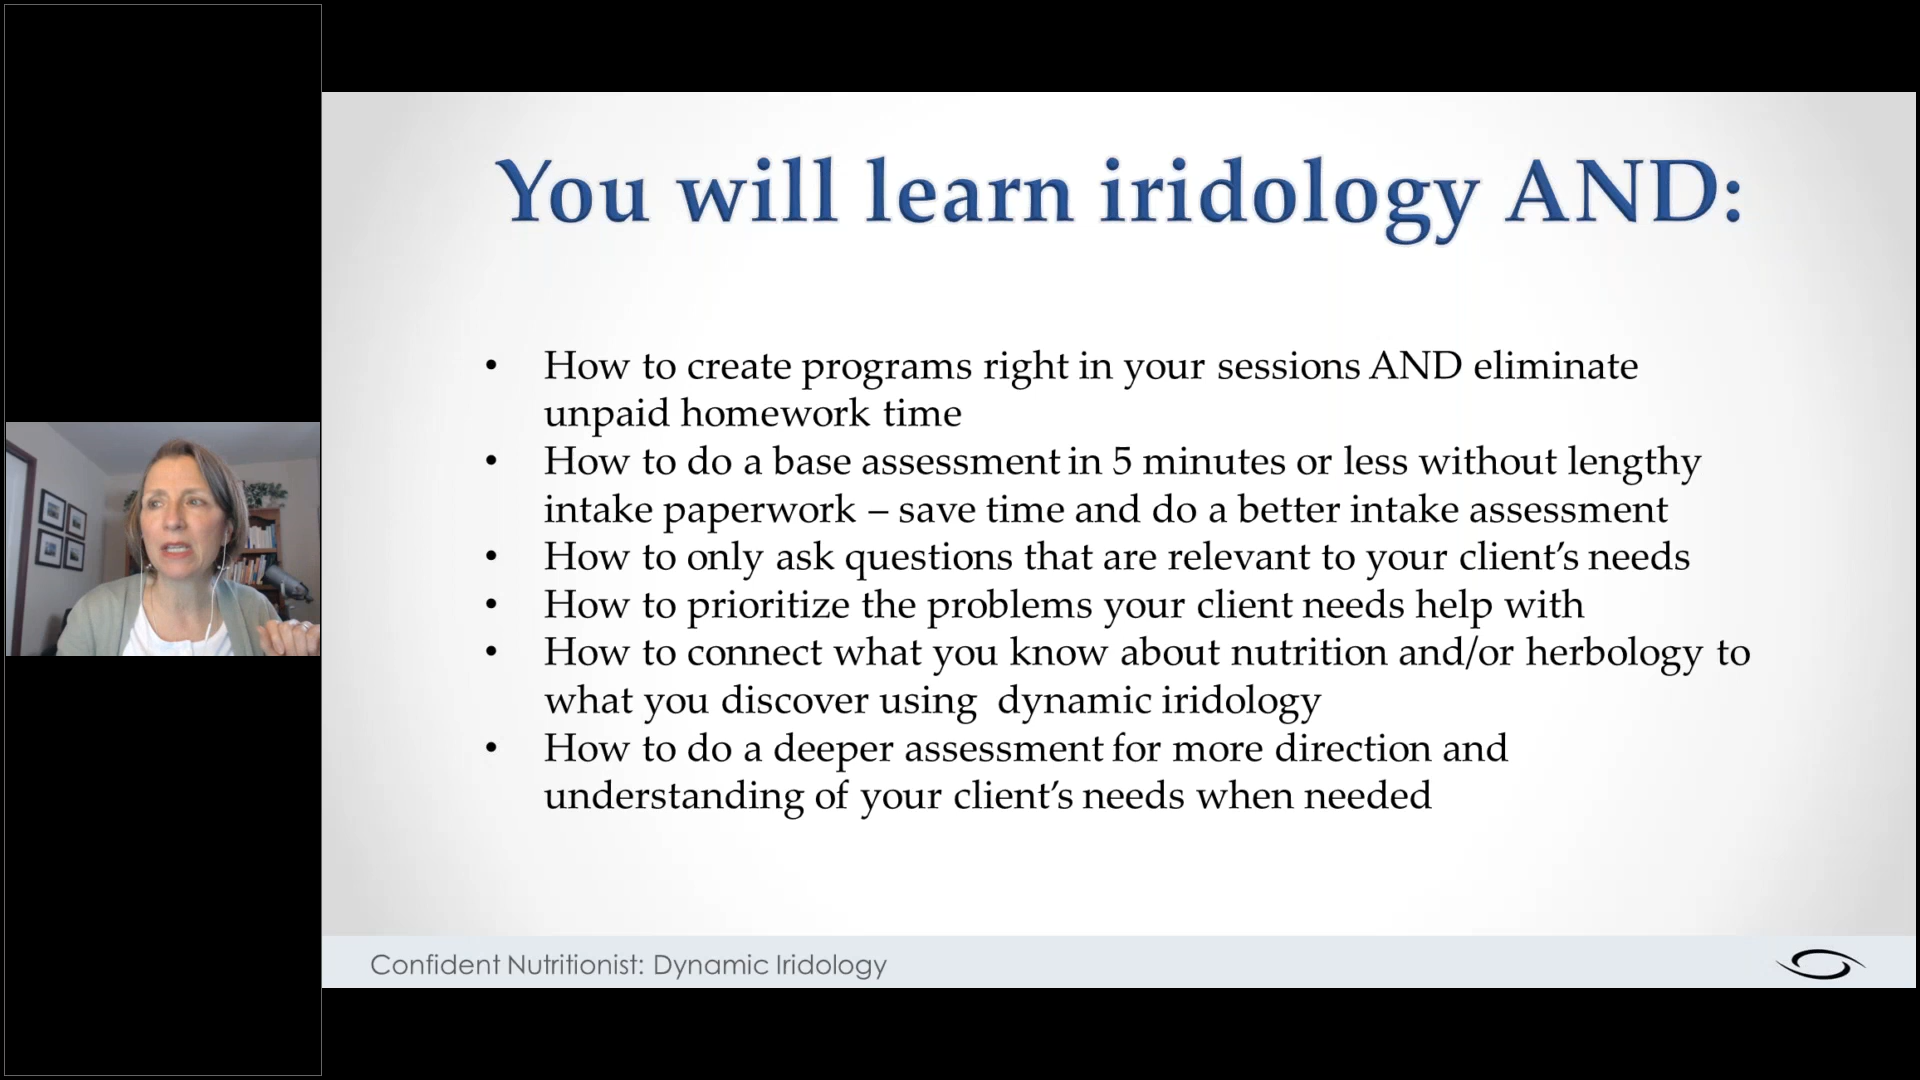 You will learn iridology AND:
• How to create programs right in your sessions AND eliminate
unpaid homework time
• How to do a base assessment in 5 minutes or less without lengthy
intake paperwork – save time and do a better intake assessment
• How to only ask questions that are relevant to your client’s needs
• How to prioritize the problems your client needs help with
• How to connect what you know about nutrition and/or herbology to
what you discover using  dynamic iridology
• How to do a deeper assessment for more direction and
understanding of your client’s needs when needed
Confident Nutritionist: Dynamic Iridology